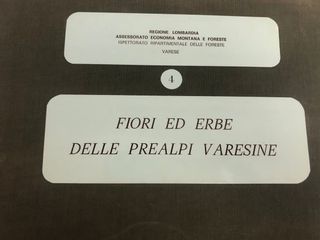 REGIONE LOMBARDIA
ASSESSORATO ECONOMIA MONTANA E FORESTE
ISPETTORATO RIPARTIMENTALE DELLE FORESTE
VARESE
4
FIORI ED ERBE
DELLE PREALPI VARESINE